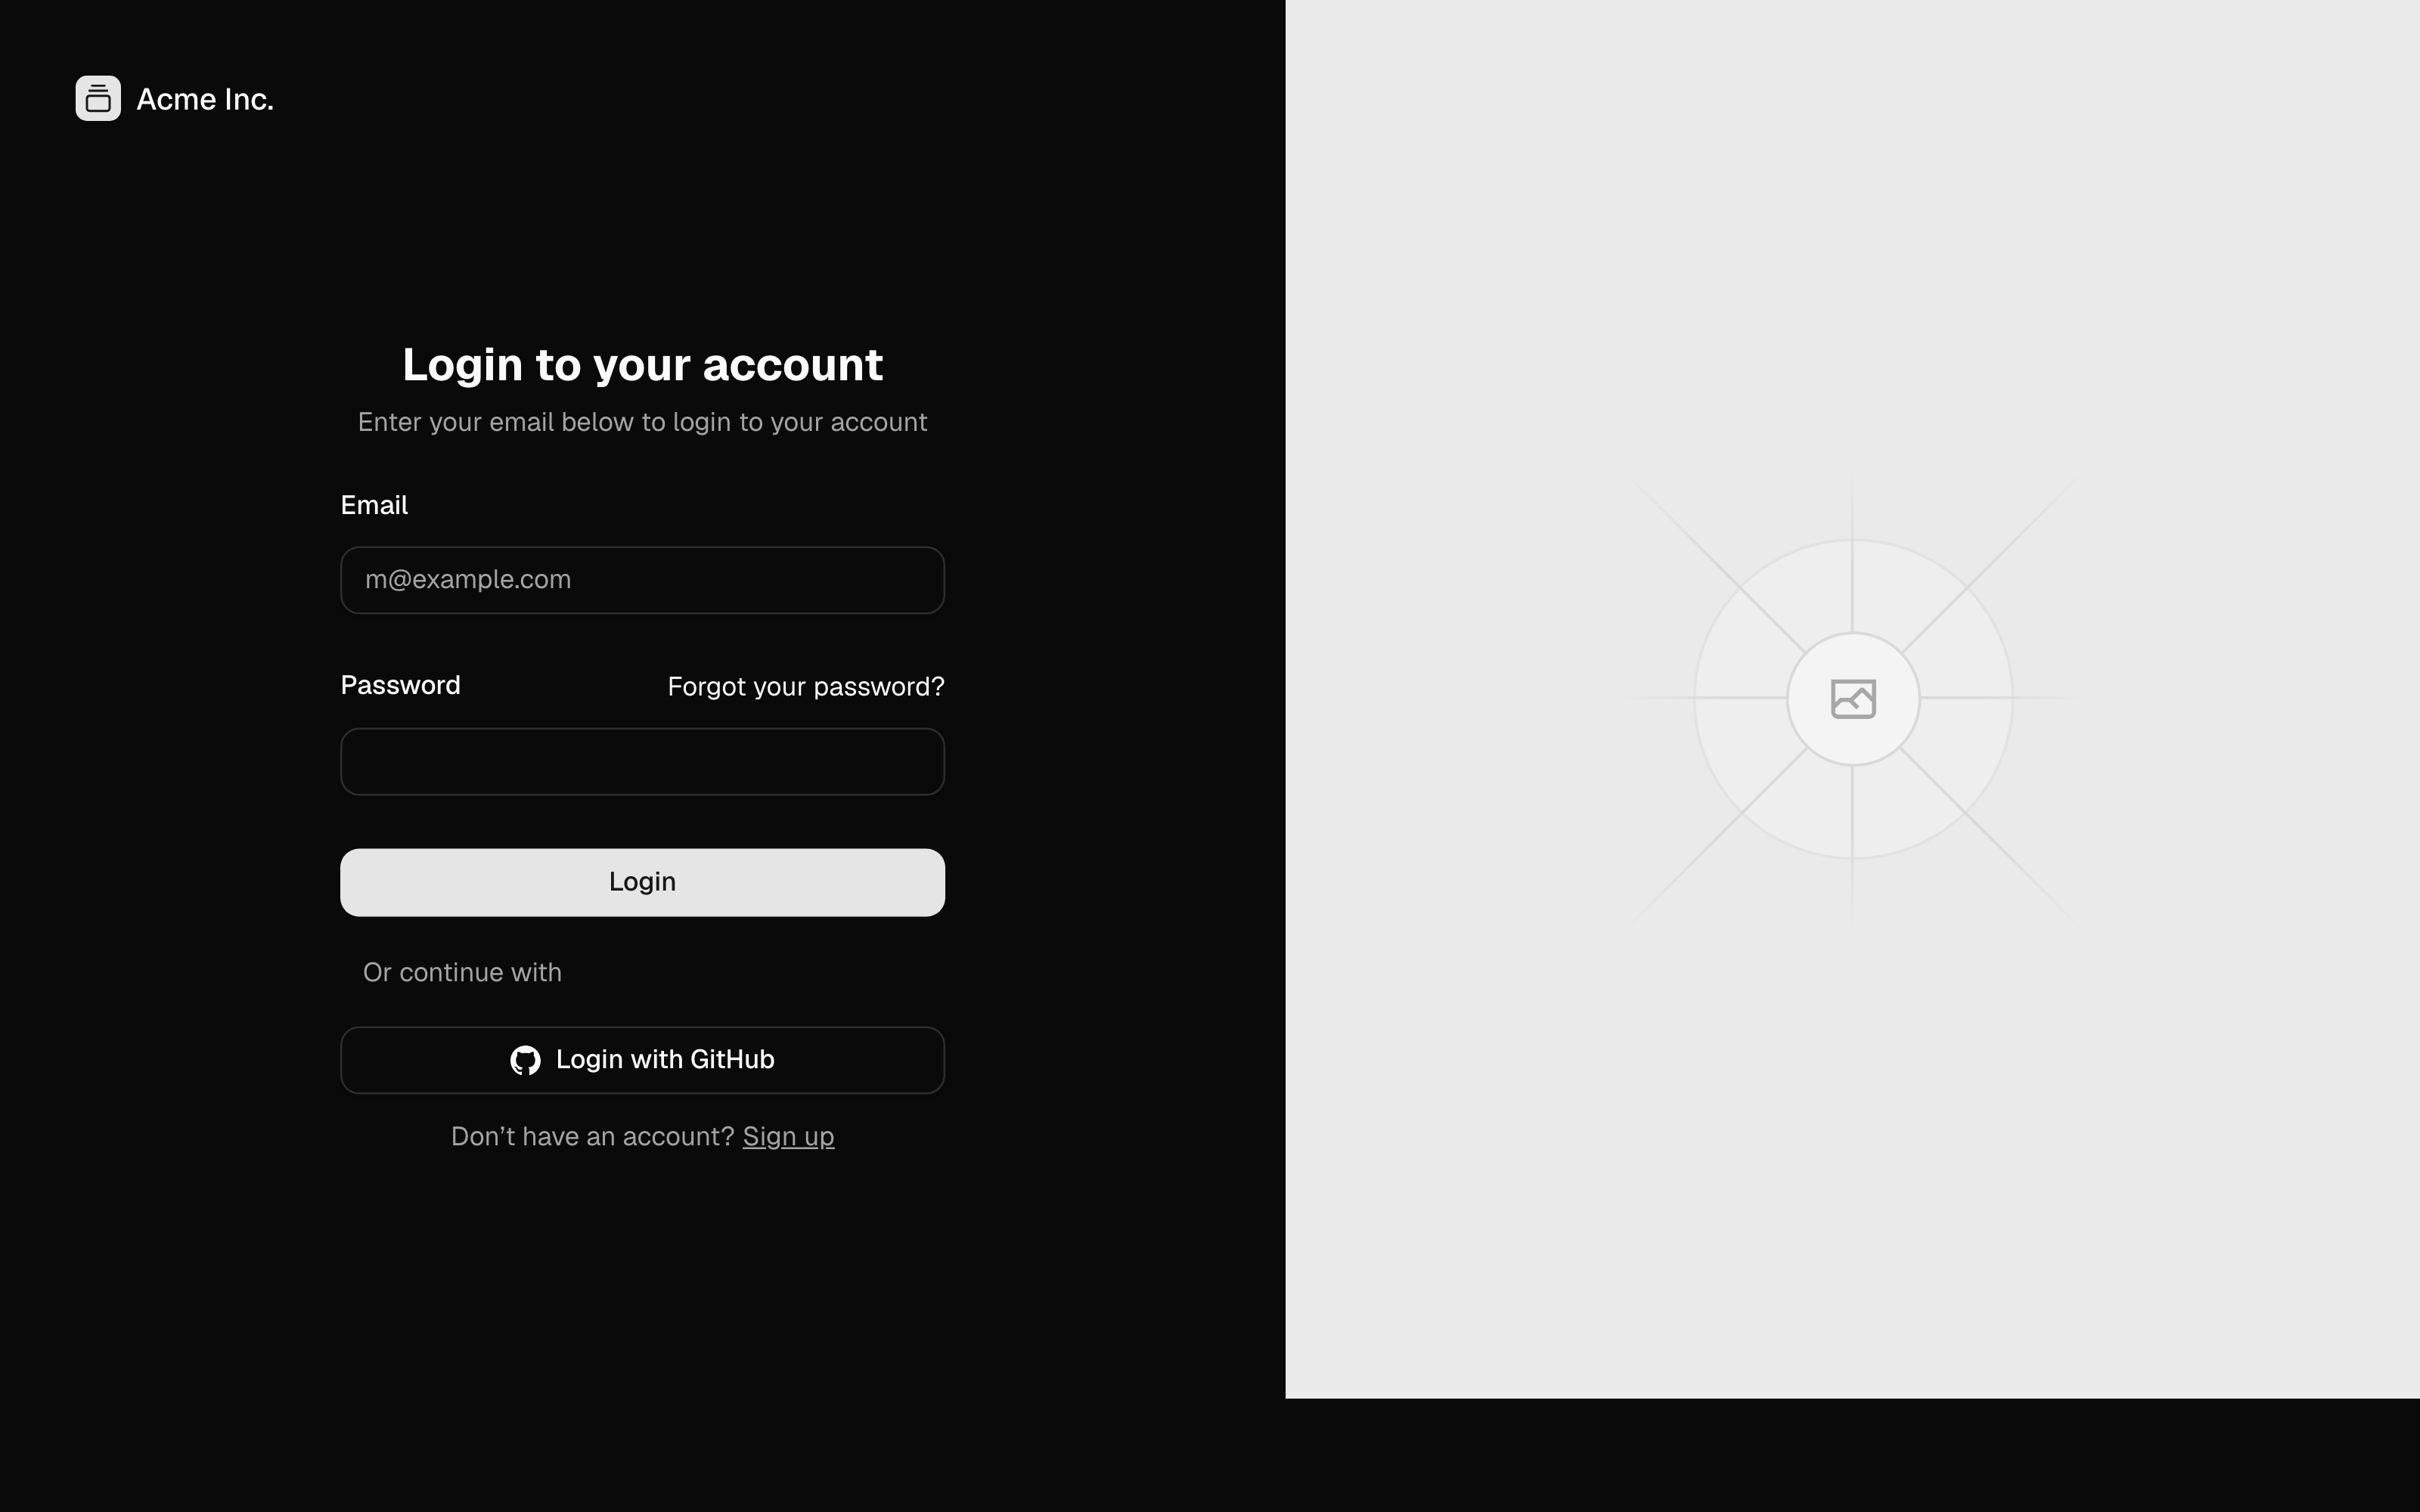 Acme Inc.
Login to your account
Enter your email below to login to your account
Email
m@example.com
Password
Forgot your password?
Login
Or continue with
Login with GitHub
Don’t have an account? Sign up